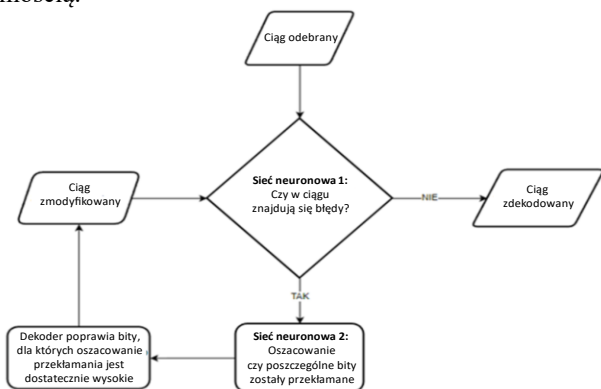 Ciąg odebrany
Sieć neuronowa 1:
Czy w ciągu
znajdują się błędy?
Ciąg
zmodyfikowany
NIE
Ciąg
zdekodowany
TAK
Sieć neuronowa 2:
Oszacowanie
czy poszczególne bity
zostały przekłamane
Dekoder poprawia bity,
dla których oszacowanie
przekłamania jest
dostatecznie wysokie